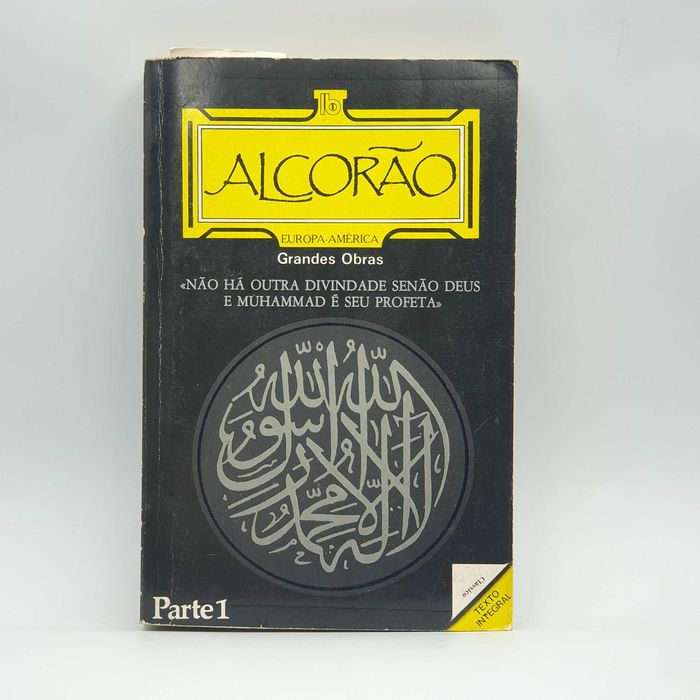 ALCORÃO
EUROPA-AMÉRICA
Grandes Obras
«NÃO HÁ OUTRA DIVINDADE SENÃO DEUS
E MUHAMMAD É SEU PROFETA»
لا إله إلا الله محمد رسول الله
Parte 1
Clássico
TEXTO
INTEGRAL